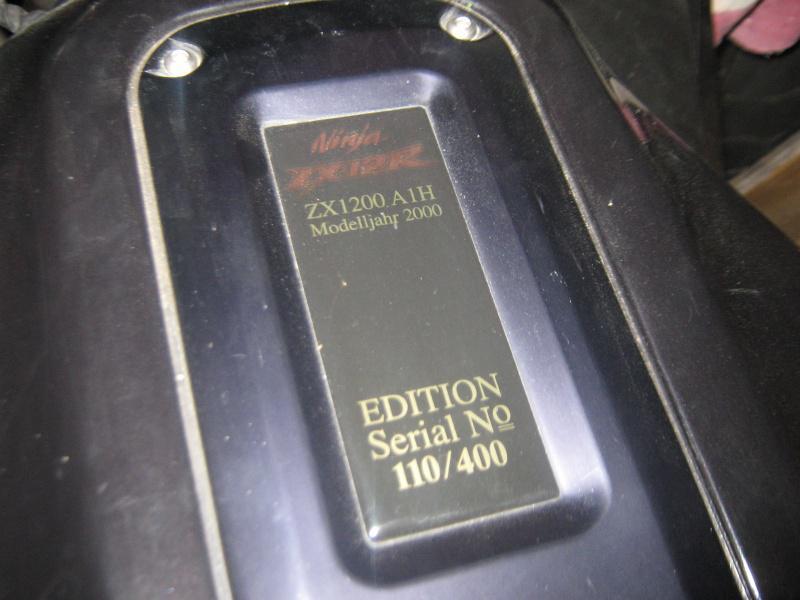 Ninja
ZX12R
ZX1200 A1H
Modelljahr 2000
EDITION
Serial Nº
110/400